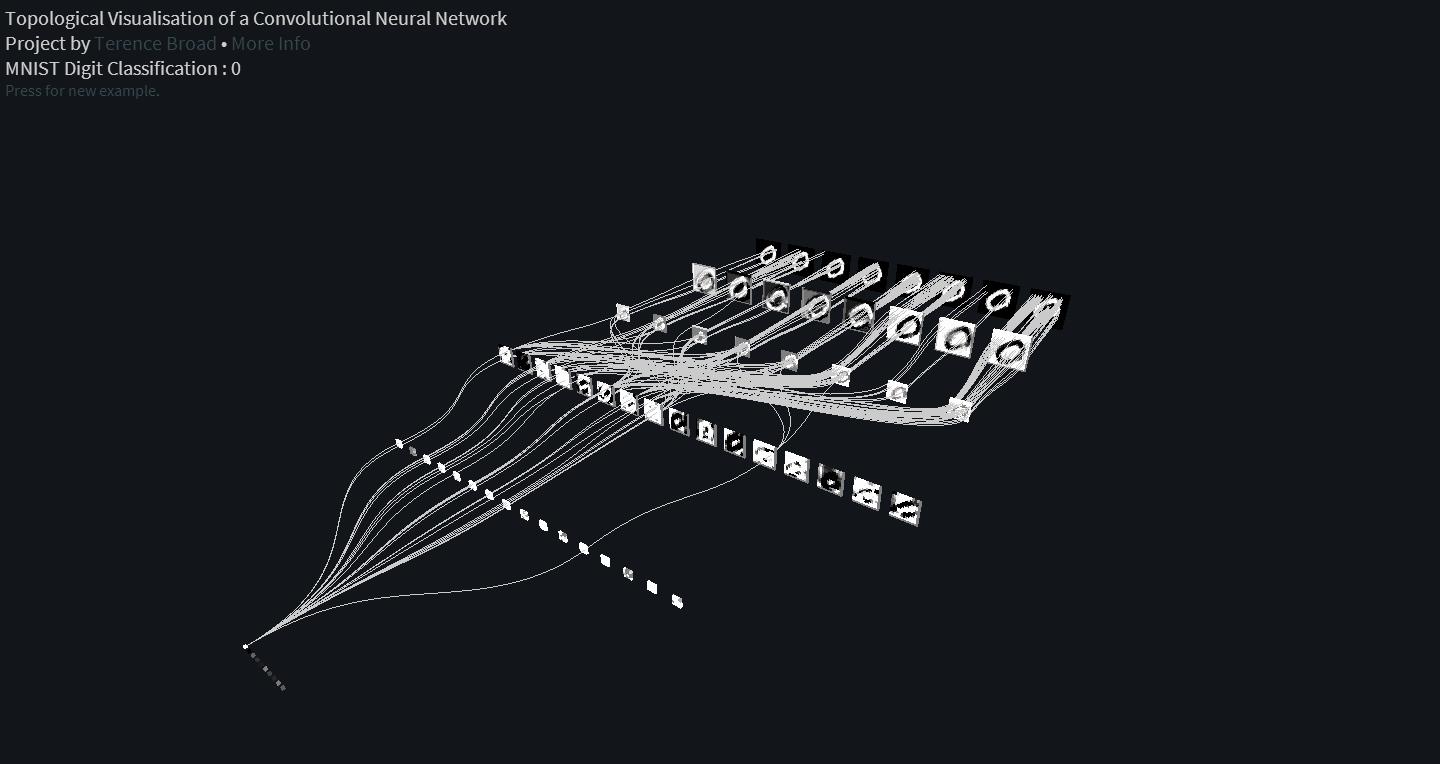 Topological Visualisation of a Convolutional Neural Network
Project by Terence Broad • More Info
MNIST Digit Classification : 0
Press for new example.